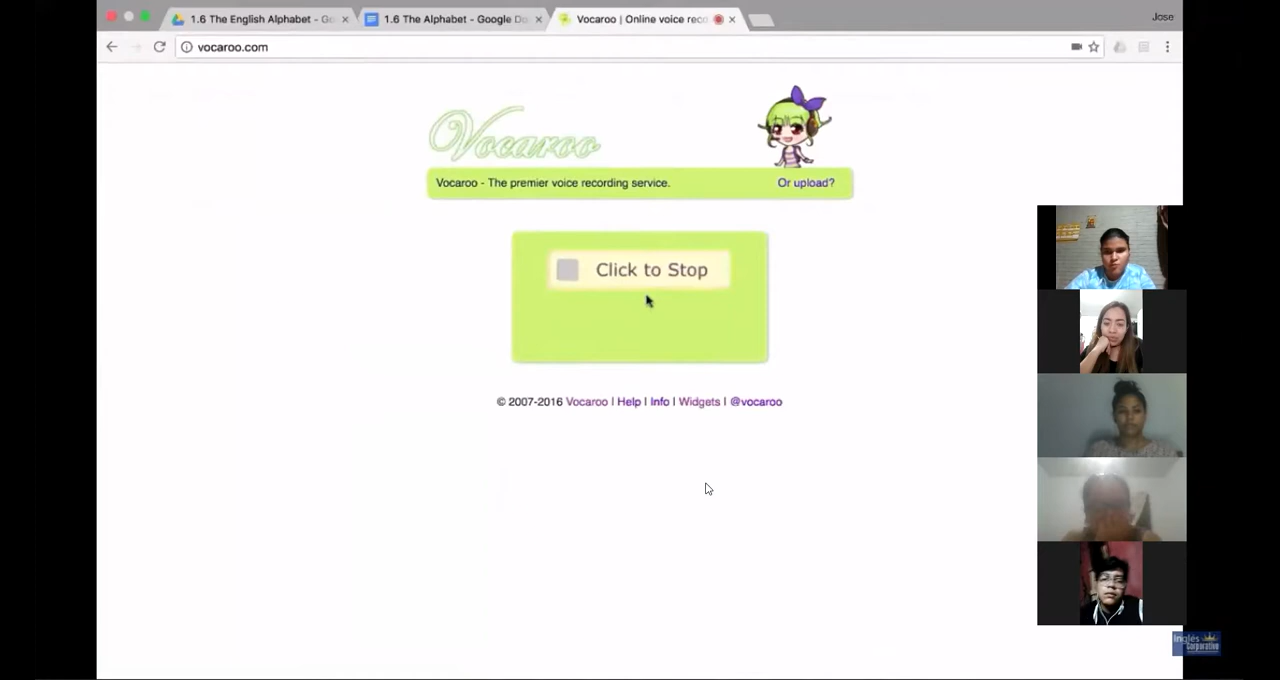 1.6 The English Alphabet - Go
1.6 The Alphabet - Google Do
Vocaroo | Online voice reco
Jose
vocaroo.com
Vocaroo
Vocaroo - The premier voice recording service.
Or upload?
Click to Stop
© 2007-2016 Vocaroo | Help | Info | Widgets | @vocaroo
Inglés
Corporativo